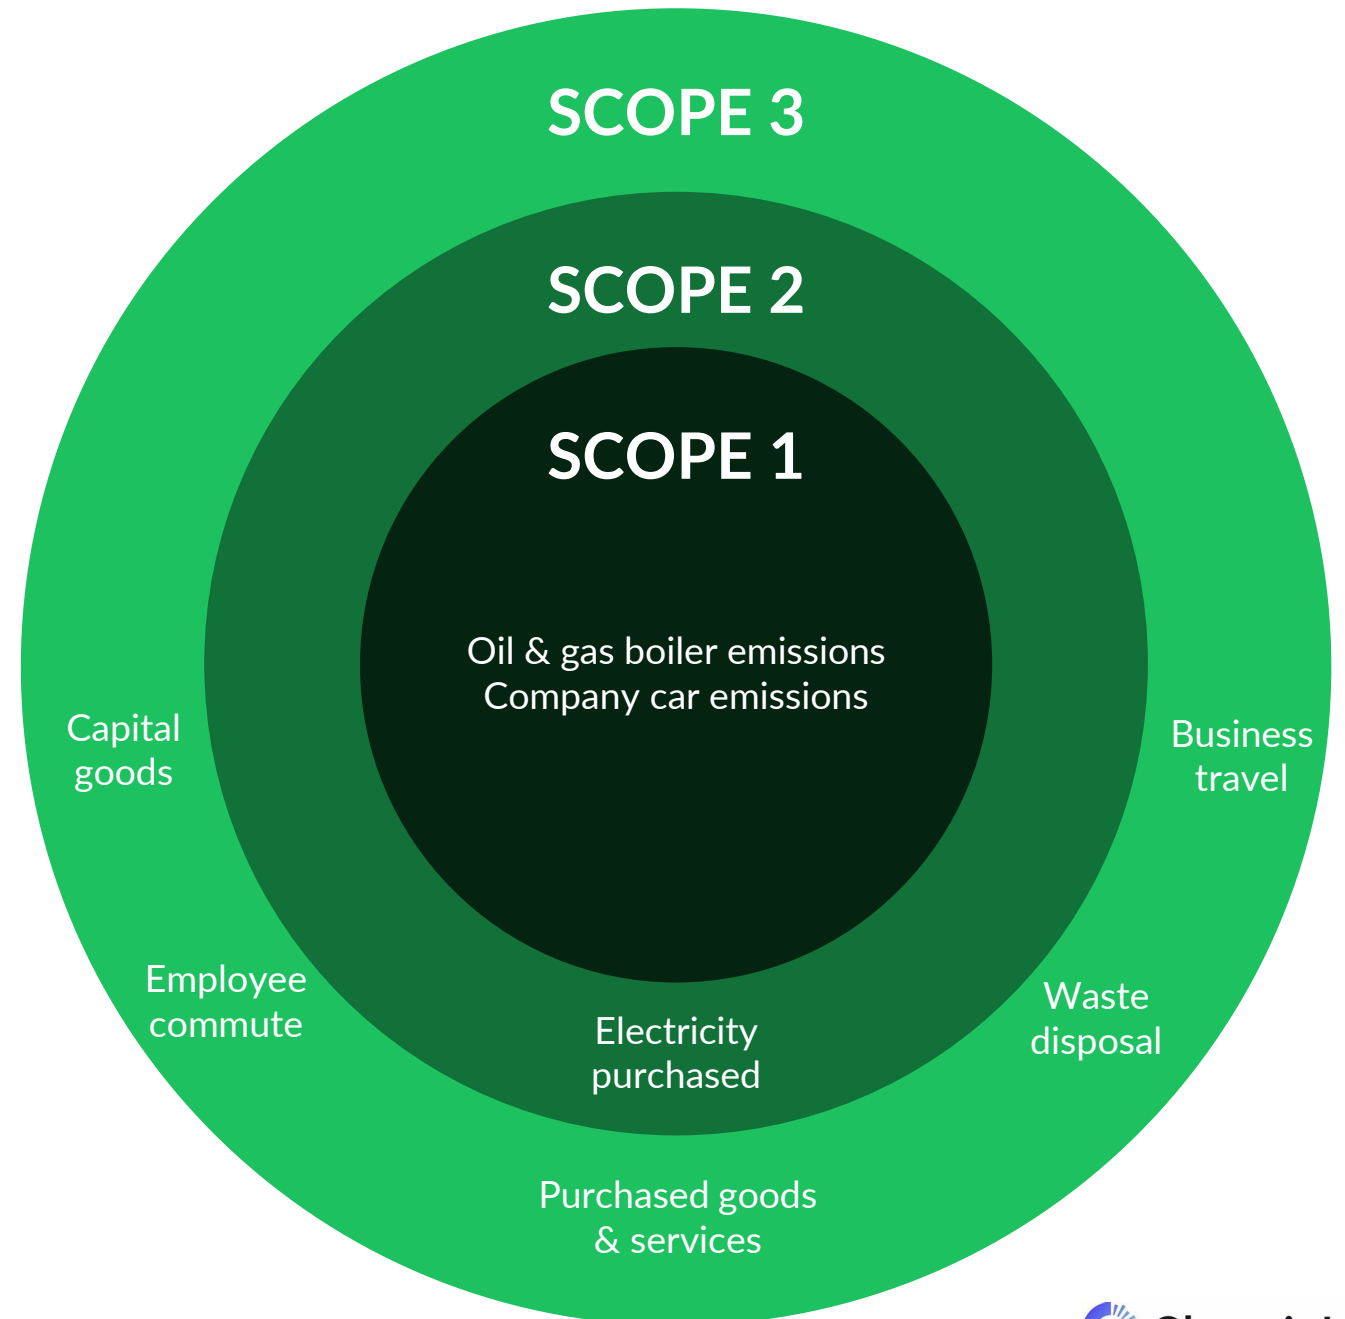 SCOPE 3
SCOPE 2
SCOPE 1
Oil & gas boiler emissions
Company car emissions
Capital
goods
Business
travel
Employee
commute
Waste
disposal
Electricity
purchased
Purchased goods
& services